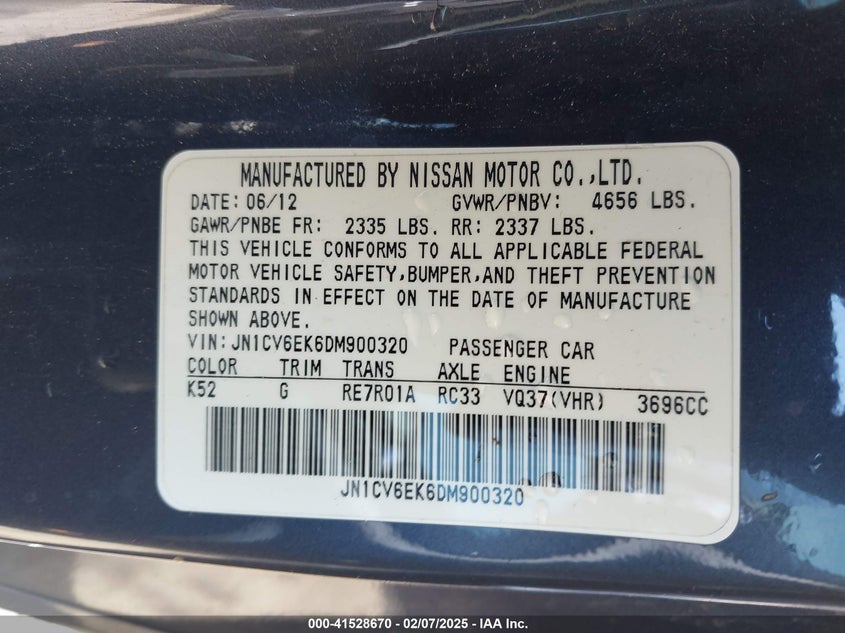 MANUFACTURED BY NISSAN MOTOR CO.,LTD.
DATE: 06/12 GVWR/PNBV: 4656 LBS.
GAWR/PNBE FR: 2335 LBS. RR: 2337 LBS.
THIS VEHICLE CONFORMS TO ALL APPLICABLE FEDERAL
MOTOR VEHICLE SAFETY,BUMPER,AND THEFT PREVENTION
STANDARDS IN EFFECT ON THE DATE OF MANUFACTURE
SHOWN ABOVE.
VIN:JN1CV6EK6DM900320 PASSENGER CAR
COLOR TRIM TRANS AXLE ENGINE
K52 G RE7R01A RC33 VQ37(VHR) 3696CC
JN1CV6EK6DM900320
000-41528670 - 02/07/2025 - IAA Inc.